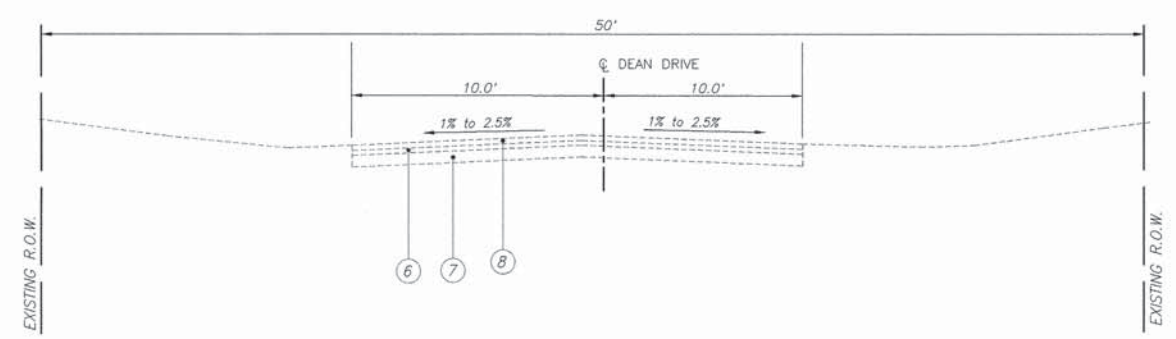 50'
℄ DEAN DRIVE
10.0' 10.0'
1% to 2.5% 1% to 2.5%
6 7 8
EXISTING R.O.W.
EXISTING R.O.W.